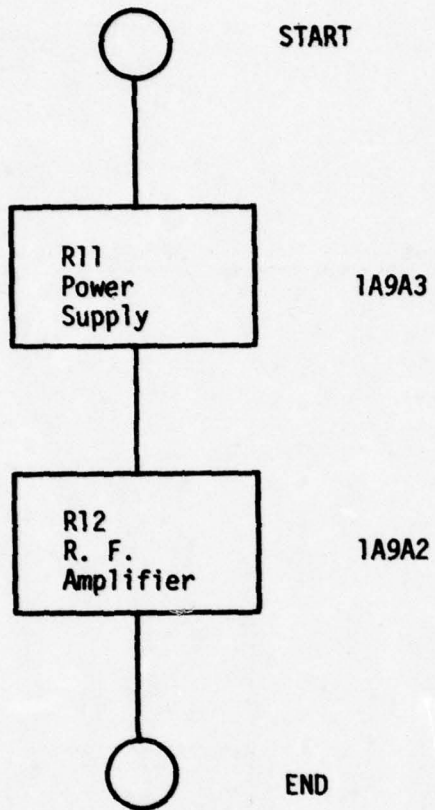 START
R11
Power
Supply
1A9A3
R12
R. F.
Amplifier
1A9A2
END